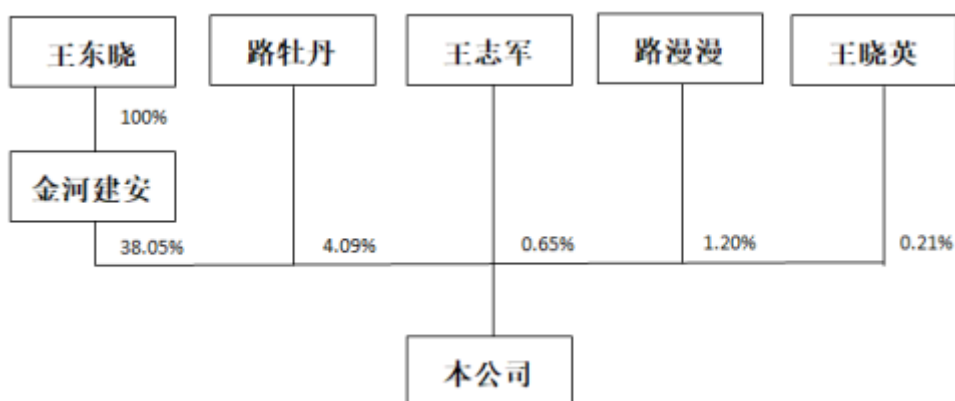 王东晓
路牡丹
王志军
路漫漫
王晓英
100%
金河建安
38.05%
4.09%
0.65%
1.20%
0.21%
本公司